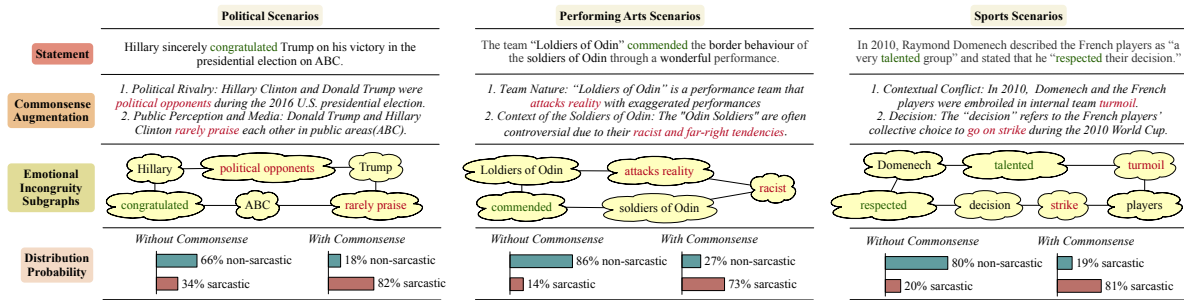 Political Scenarios
Performing Arts Scenarios
Sports Scenarios
Statement
Hillary sincerely congratulated Trump on his victory in the
presidential election on ABC.
The team “Loldiers of Odin” commended the border behaviour of
the soldiers of Odin through a wonderful performance.
In 2010, Raymond Domenech described the French players as “a
very talented group” and stated that he “respected their decision.”
Commonsense
Augmentation
1. Political Rivalry: Hillary Clinton and Donald Trump were
political opponents during the 2016 U.S. presidential election.
2. Public Perception and Media: Donald Trump and Hillary
Clinton rarely praise each other in public areas(ABC).
1. Team Nature: “Loldiers of Odin” is a performance team that
attacks reality with exaggerated performances
2. Context of the Soldiers of Odin: The "Odin Soldiers" are often
controversial due to their racist and far-right tendencies.
1. Contextual Conflict: In 2010, Domenech and the French
players were embroiled in internal team turmoil.
2. Decision: The “decision” refers to the French players’
collective choice to go on strike during the 2010 World Cup.
Emotional
Incongruity
Subgraphs
Hillary
political opponents
Trump
congratulated
ABC
rarely praise
Loldiers of Odin
attacks reality
racist
commended
soldiers of Odin
Domenech
talented
turmoil
respected
decision
strike
players
Distribution
Probability
Without Commonsense
With Commonsense
66% non-sarcastic
18% non-sarcastic
34% sarcastic
82% sarcastic
Without Commonsense
With Commonsense
86% non-sarcastic
27% non-sarcastic
14% sarcastic
73% sarcastic
Without Commonsense
With Commonsense
80% non-sarcastic
19% non-sarcastic
20% sarcastic
81% sarcastic